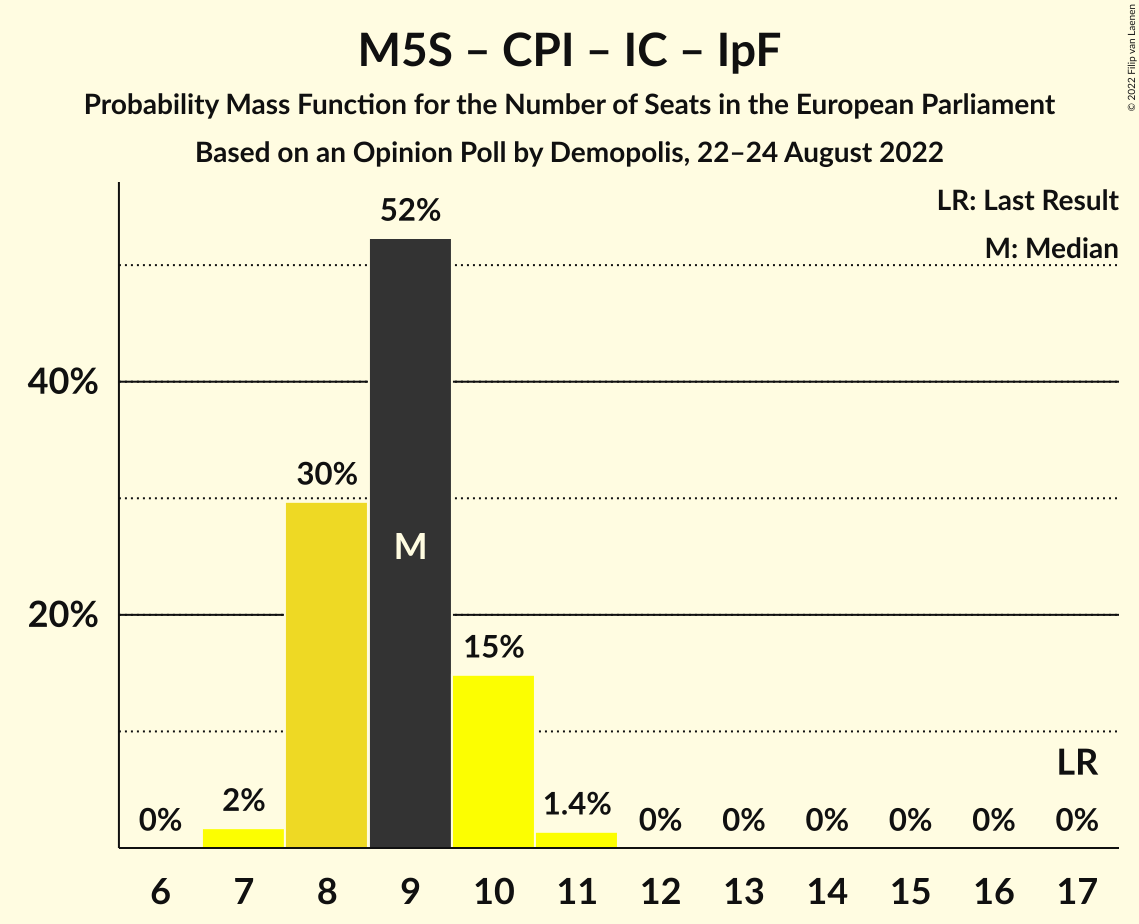 M5S – CPI – IC – IpF
Probability Mass Function for the Number of Seats in the European Parliament
Based on an Opinion Poll by Demopolis, 22–24 August 2022
© 2022 Filip van Laenen
LR: Last Result
M: Median
52%
40%
30%
M
20%
15%
LR
0% 2% 1.4% 0% 0% 0% 0% 0% 0%
6 7 8 9 10 11 12 13 14 15 16 17